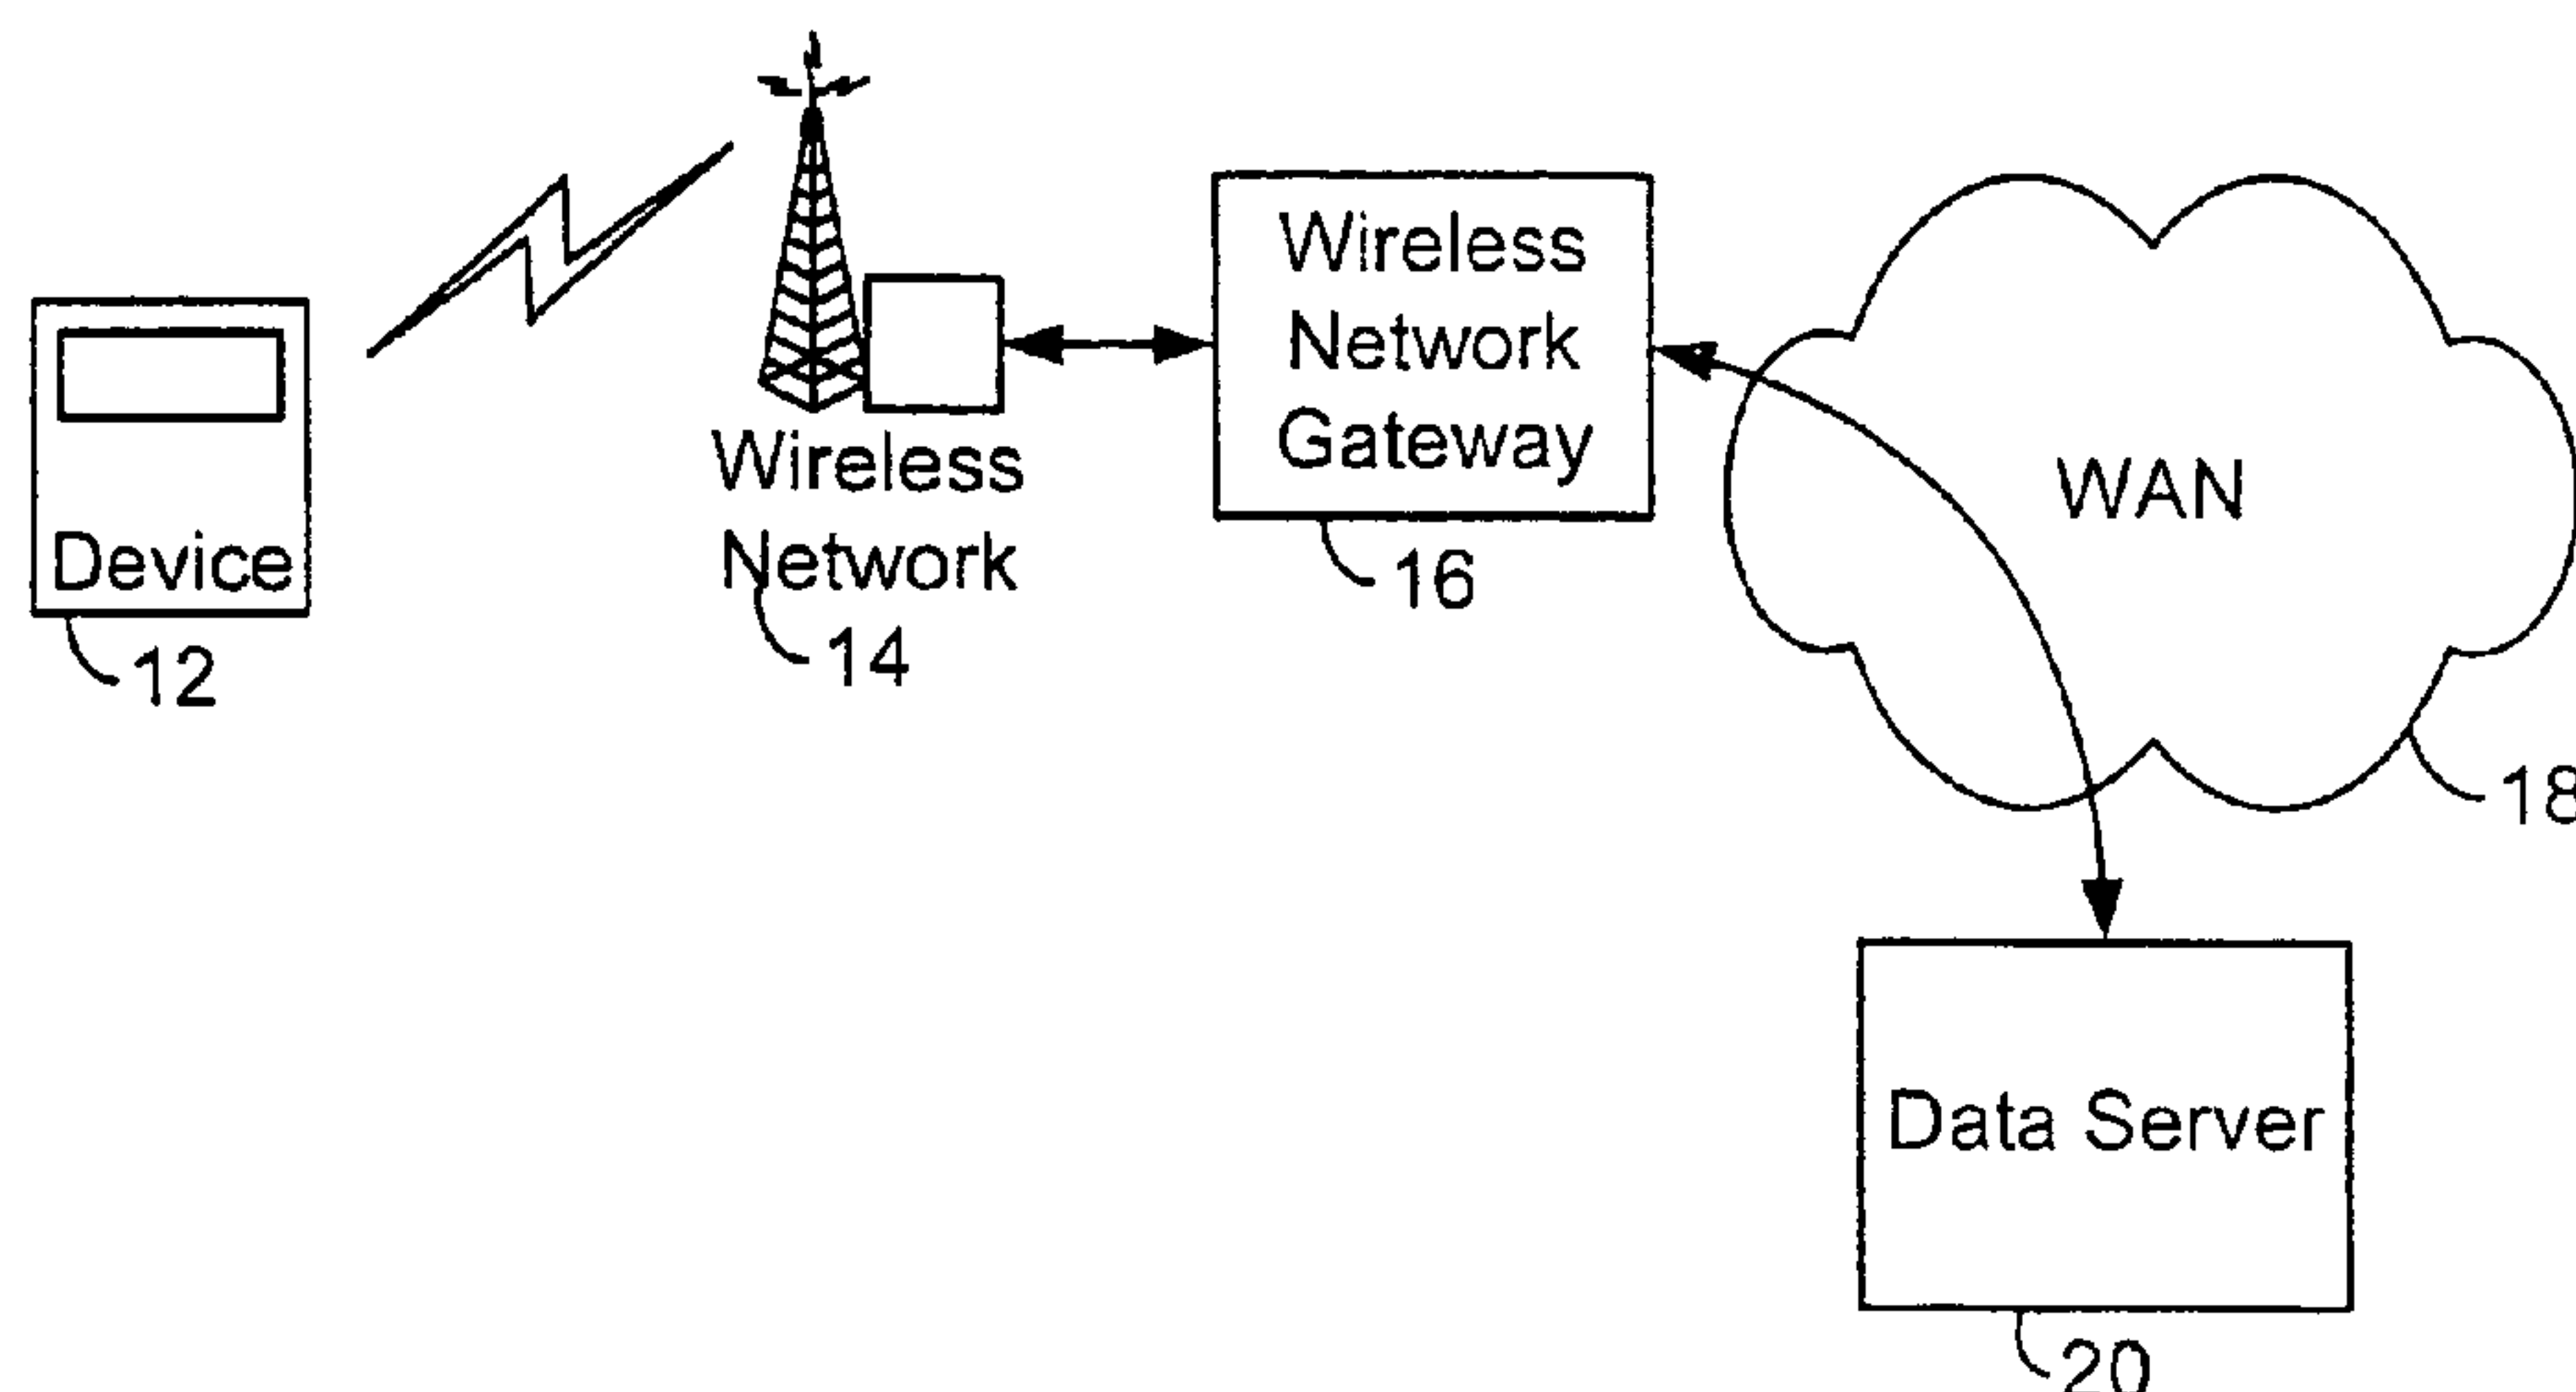 Device
12
Wireless
Network
14
Wireless
Network
Gateway
16
WAN
18
Data Server
20